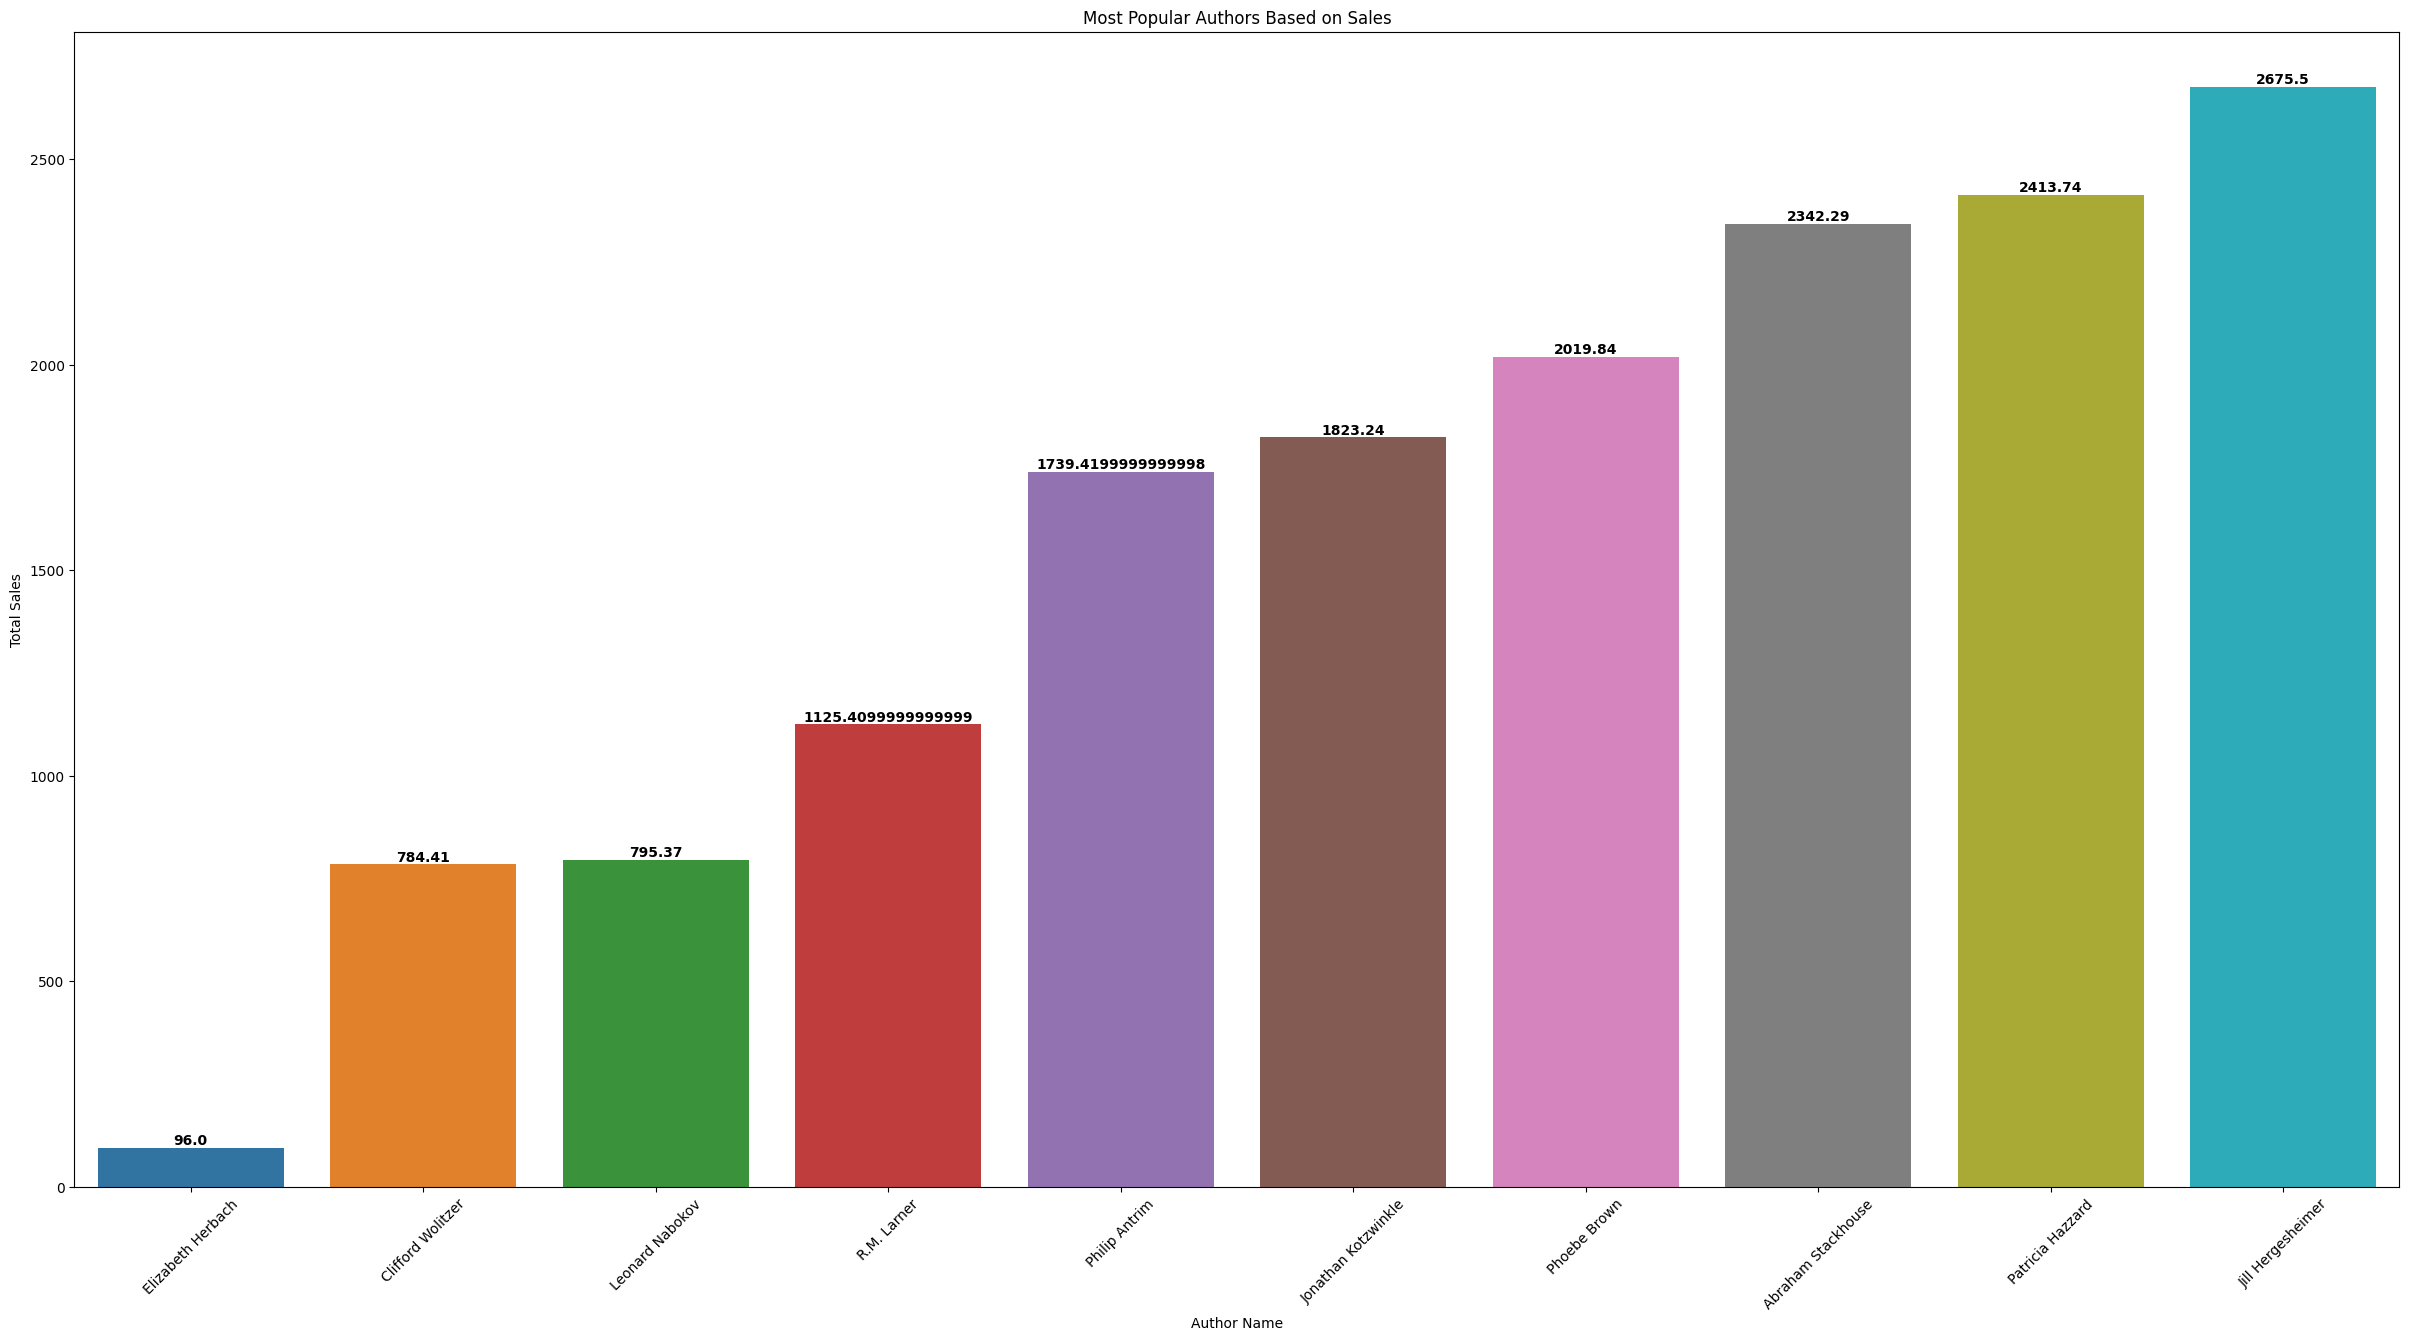 Most Popular Authors Based on Sales
2675.5
2413.74
2342.29
2019.84
1823.24
1739.4199999999998
1125.4099999999999
795.37
784.41
96.0
2500
2000
1500
1000
500
0
Total Sales
Elizabeth Herbach
Clifford Wolitzer
Leonard Nabokov
R.M. Larner
Philip Antrim
Jonathan Kotzwinkle
Phoebe Brown
Abraham Stackhouse
Patricia Hazzard
Jill Hergesheimer
Author Name